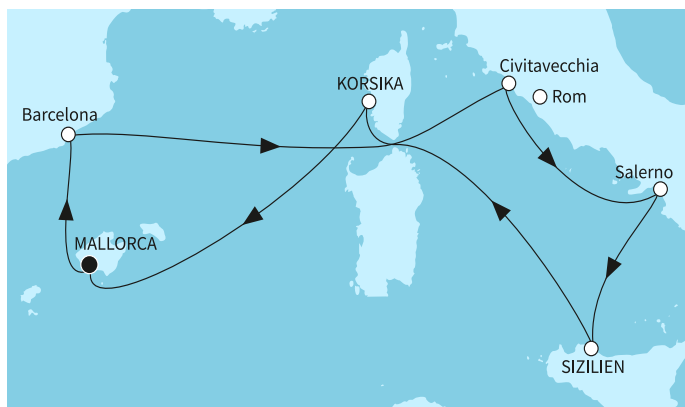 Civitavecchia
KORSIKA
Rom
Barcelona
Salerno
MALLORCA
SIZILIEN